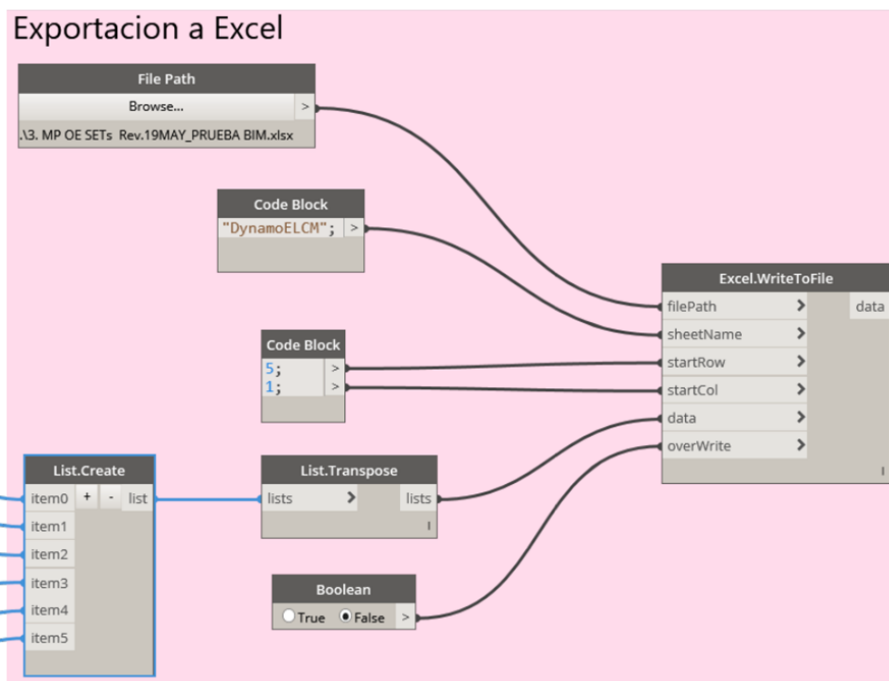 Exportacion a Excel
File Path
Browse...
>
.\3. MP OE SETs Rev.19MAY_PRUEBA BIM.xlsx
Code Block
"DynamoELCM"; >
Excel.WriteToFile
filePath > data
sheetName >
startRow >
startCol >
data >
overWrite >
Code Block
5; >
1; >
List.Create
item0 + - list
item1
item2
item3
item4
item5
List.Transpose
lists > lists
Boolean
True False >